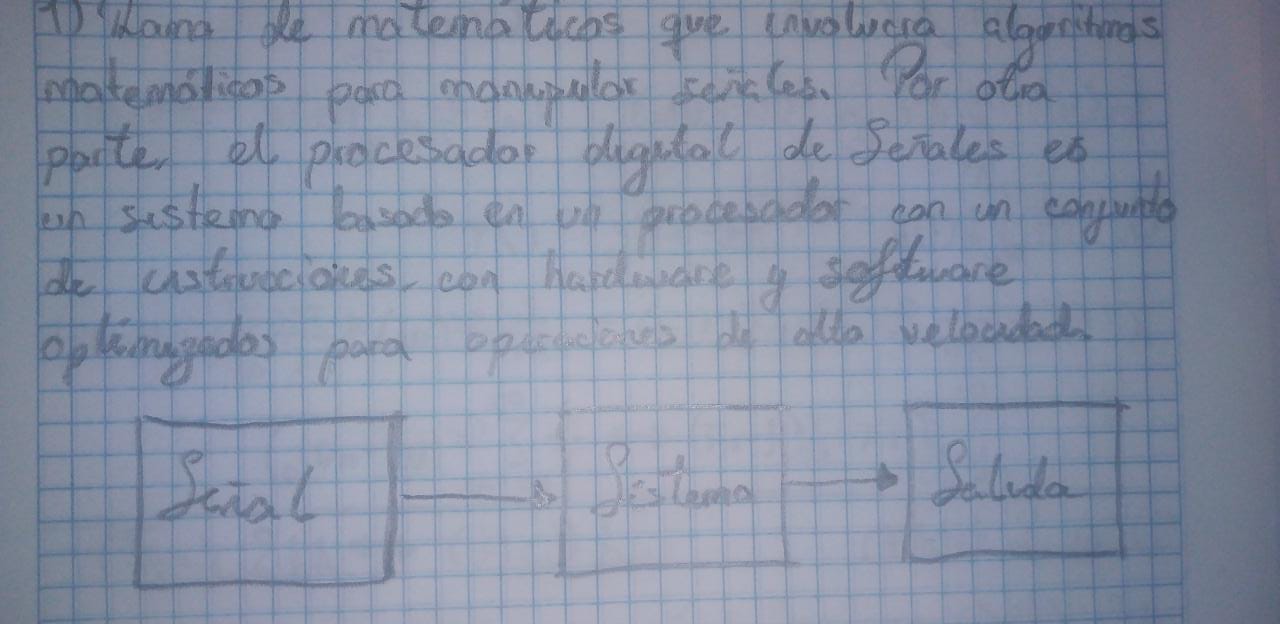 1) Rama de matemáticas que involucra algoritmos
matemáticos para manipular señales. Por otra
parte, el procesador digital de Señales es
un sistema basado en un procesador con un conjunto
de instrucciones, con hardware y software
optimizados para operaciones de alta velocidad.
Señal
Sistema
Salida